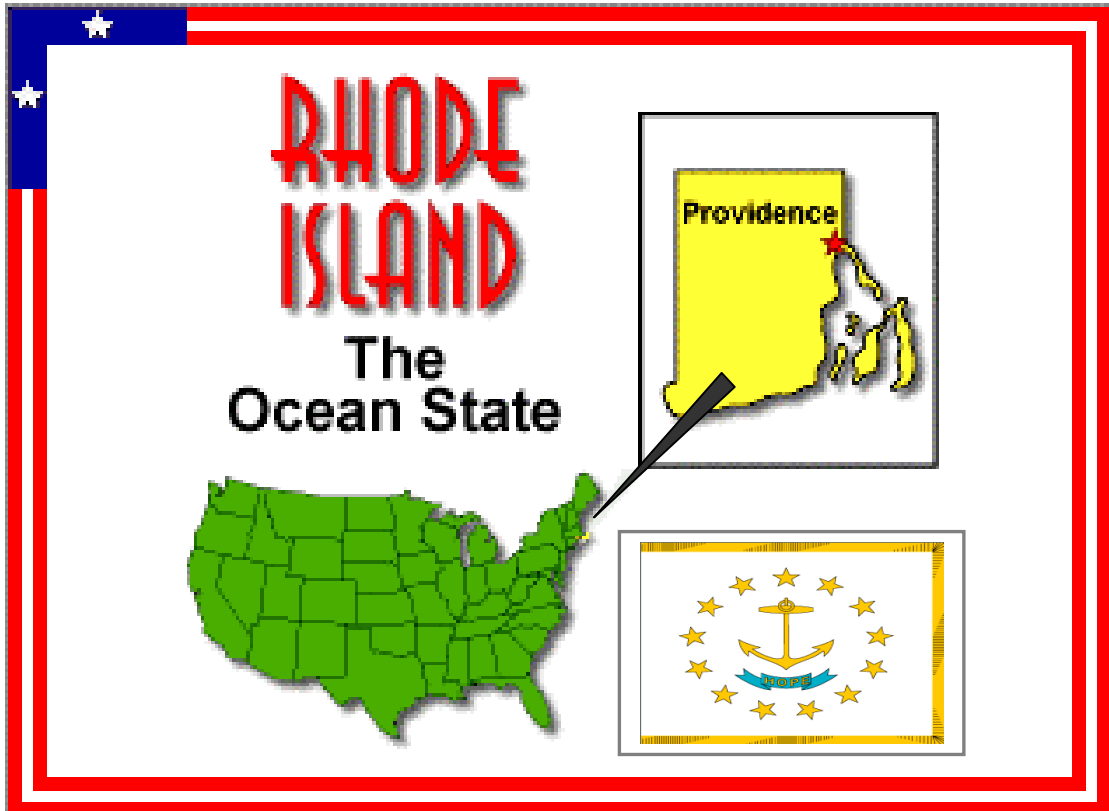 RHODE
ISLAND
The
Ocean State
Providence
HOPE